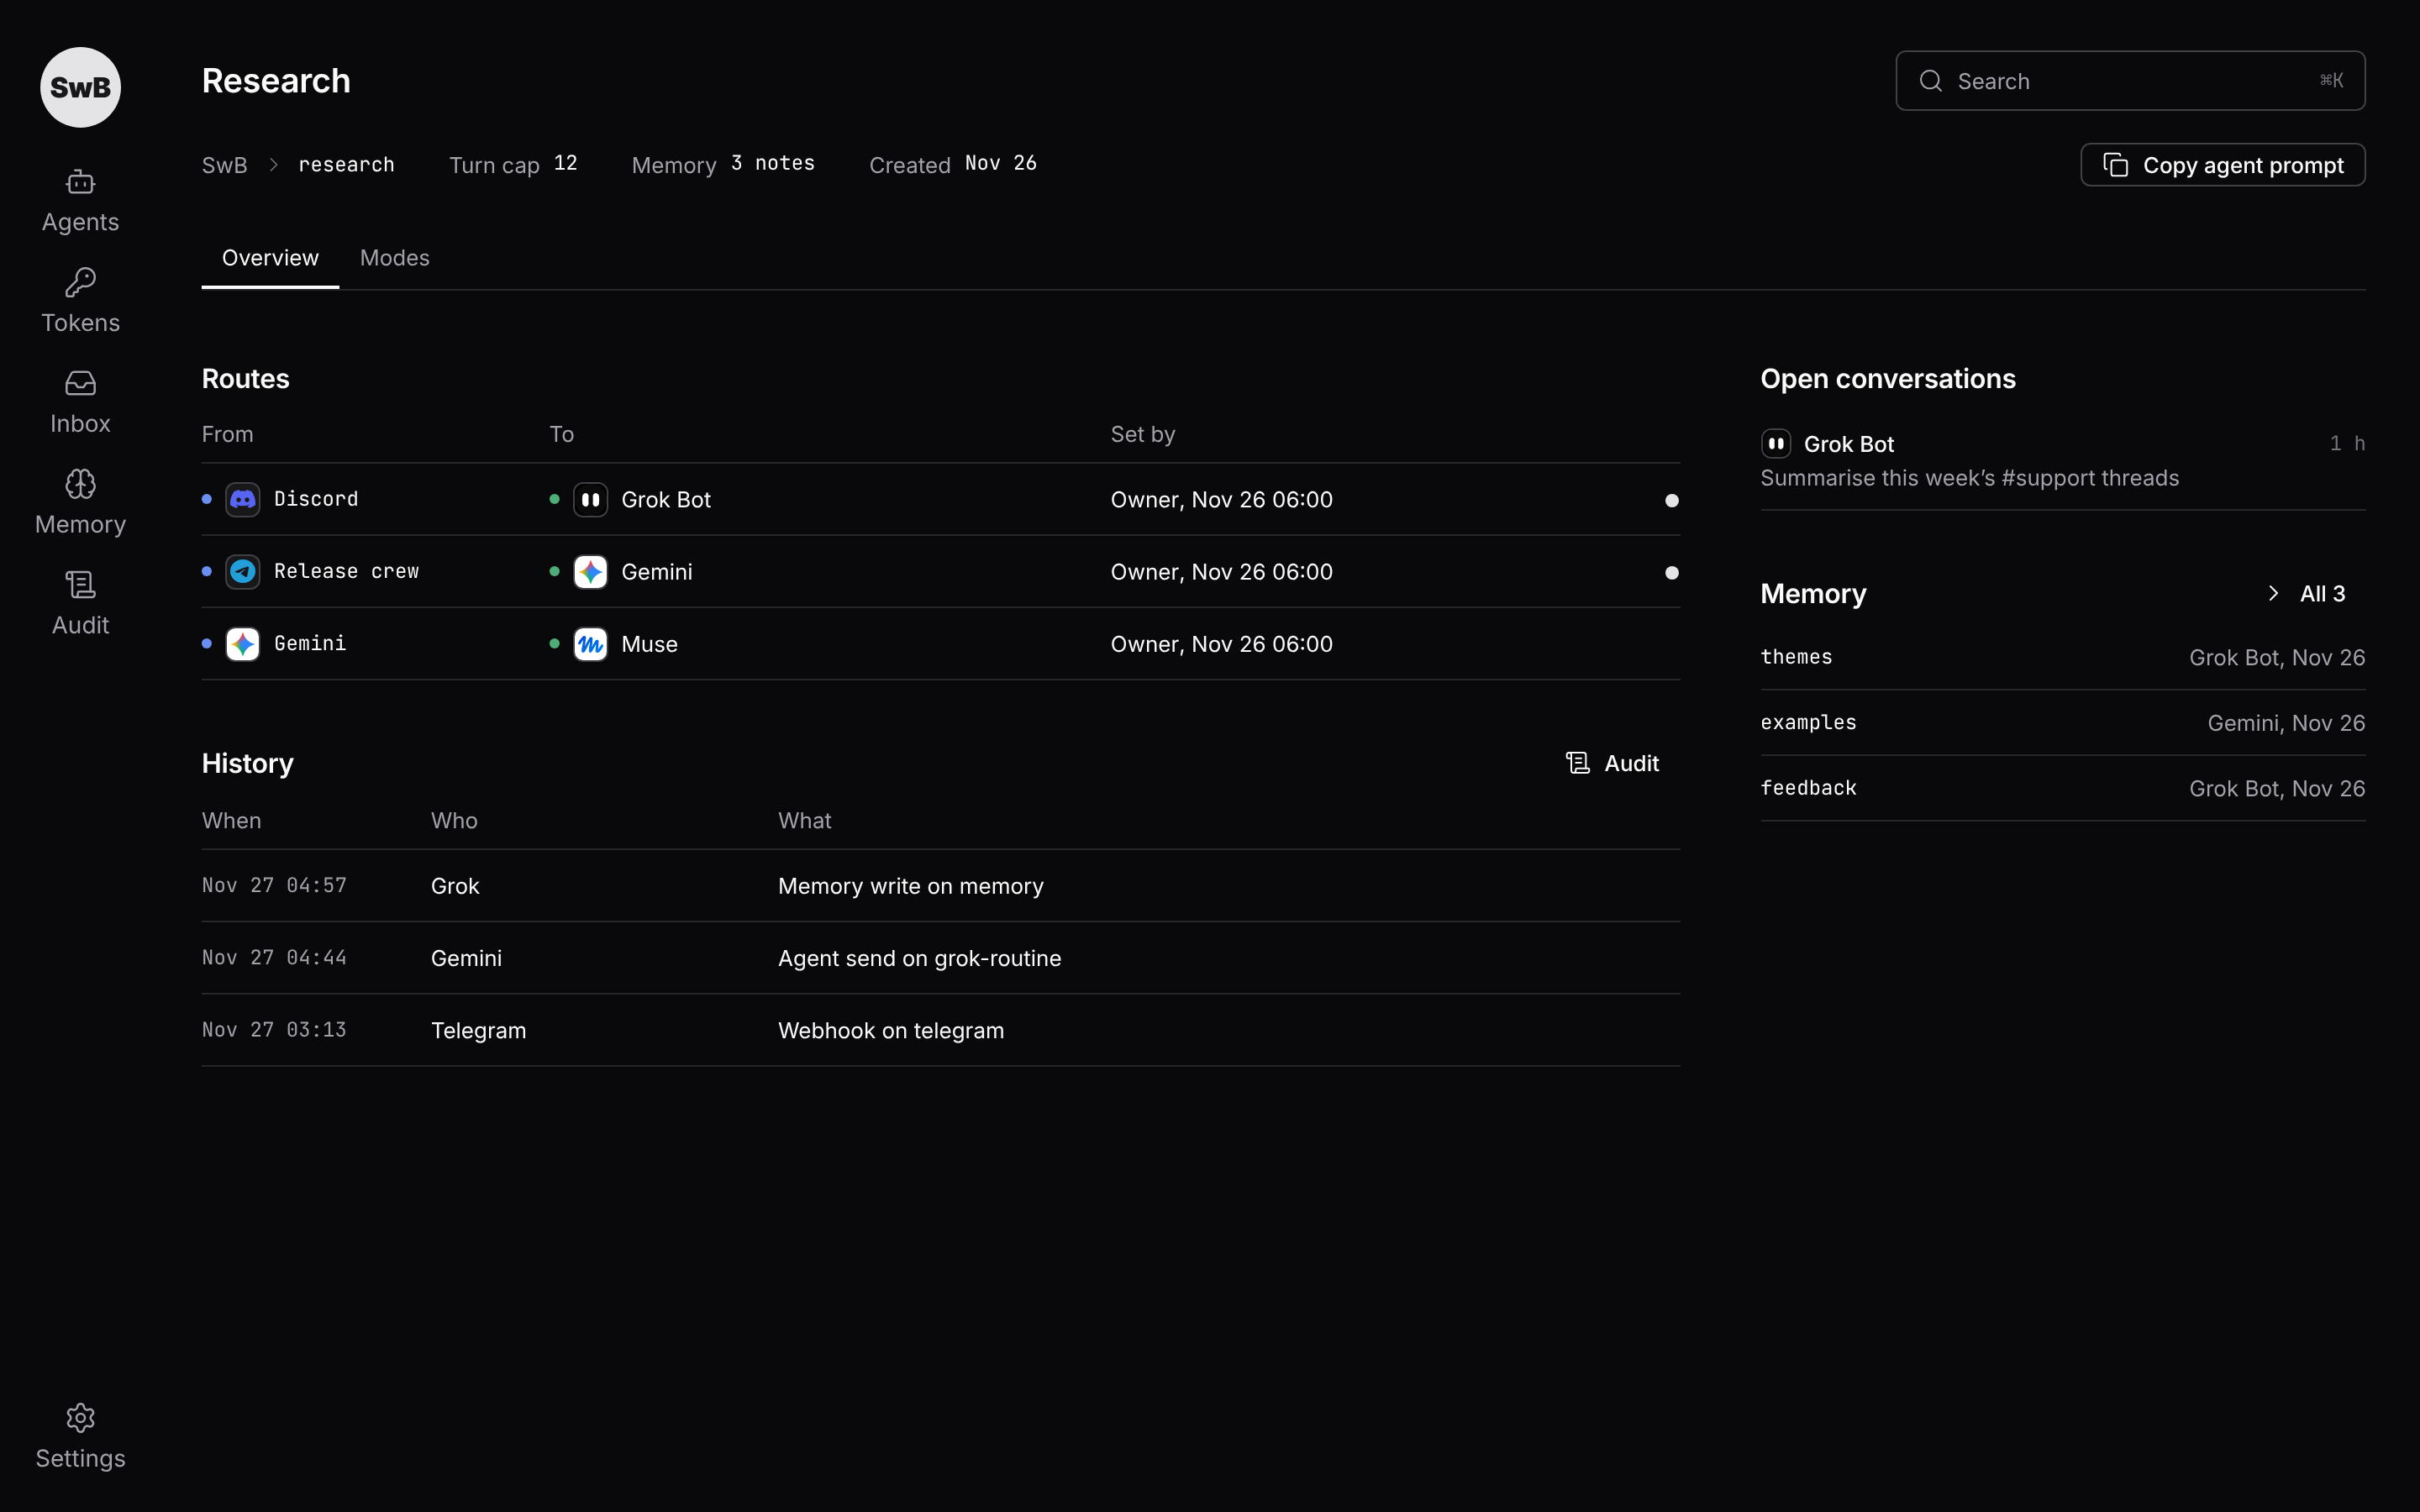 SwB
Agents
Tokens
Inbox
Memory
Audit
Settings
Research
Search ⌘K
SwB > research Turn cap 12 Memory 3 notes Created Nov 26
Copy agent prompt
Overview Modes
Routes
From To Set by
Discord Grok Bot Owner, Nov 26 06:00
Release crew Gemini Owner, Nov 26 06:00
Gemini Muse Owner, Nov 26 06:00
History Audit
When Who What
Nov 27 04:57 Grok Memory write on memory
Nov 27 04:44 Gemini Agent send on grok-routine
Nov 27 03:13 Telegram Webhook on telegram
Open conversations
Grok Bot 1 h
Summarise this week’s #support threads
Memory > All 3
themes Grok Bot, Nov 26
examples Gemini, Nov 26
feedback Grok Bot, Nov 26